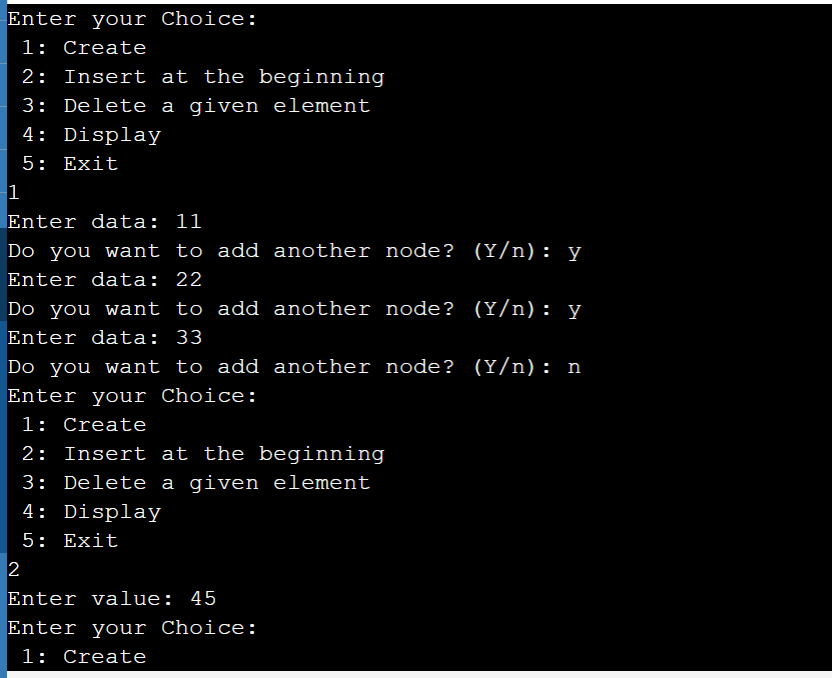 Enter your Choice:
 1: Create
 2: Insert at the beginning
 3: Delete a given element
 4: Display
 5: Exit
1
Enter data: 11
Do you want to add another node? (Y/n): y
Enter data: 22
Do you want to add another node? (Y/n): y
Enter data: 33
Do you want to add another node? (Y/n): n
Enter your Choice:
 1: Create
 2: Insert at the beginning
 3: Delete a given element
 4: Display
 5: Exit
2
Enter value: 45
Enter your Choice:
 1: Create